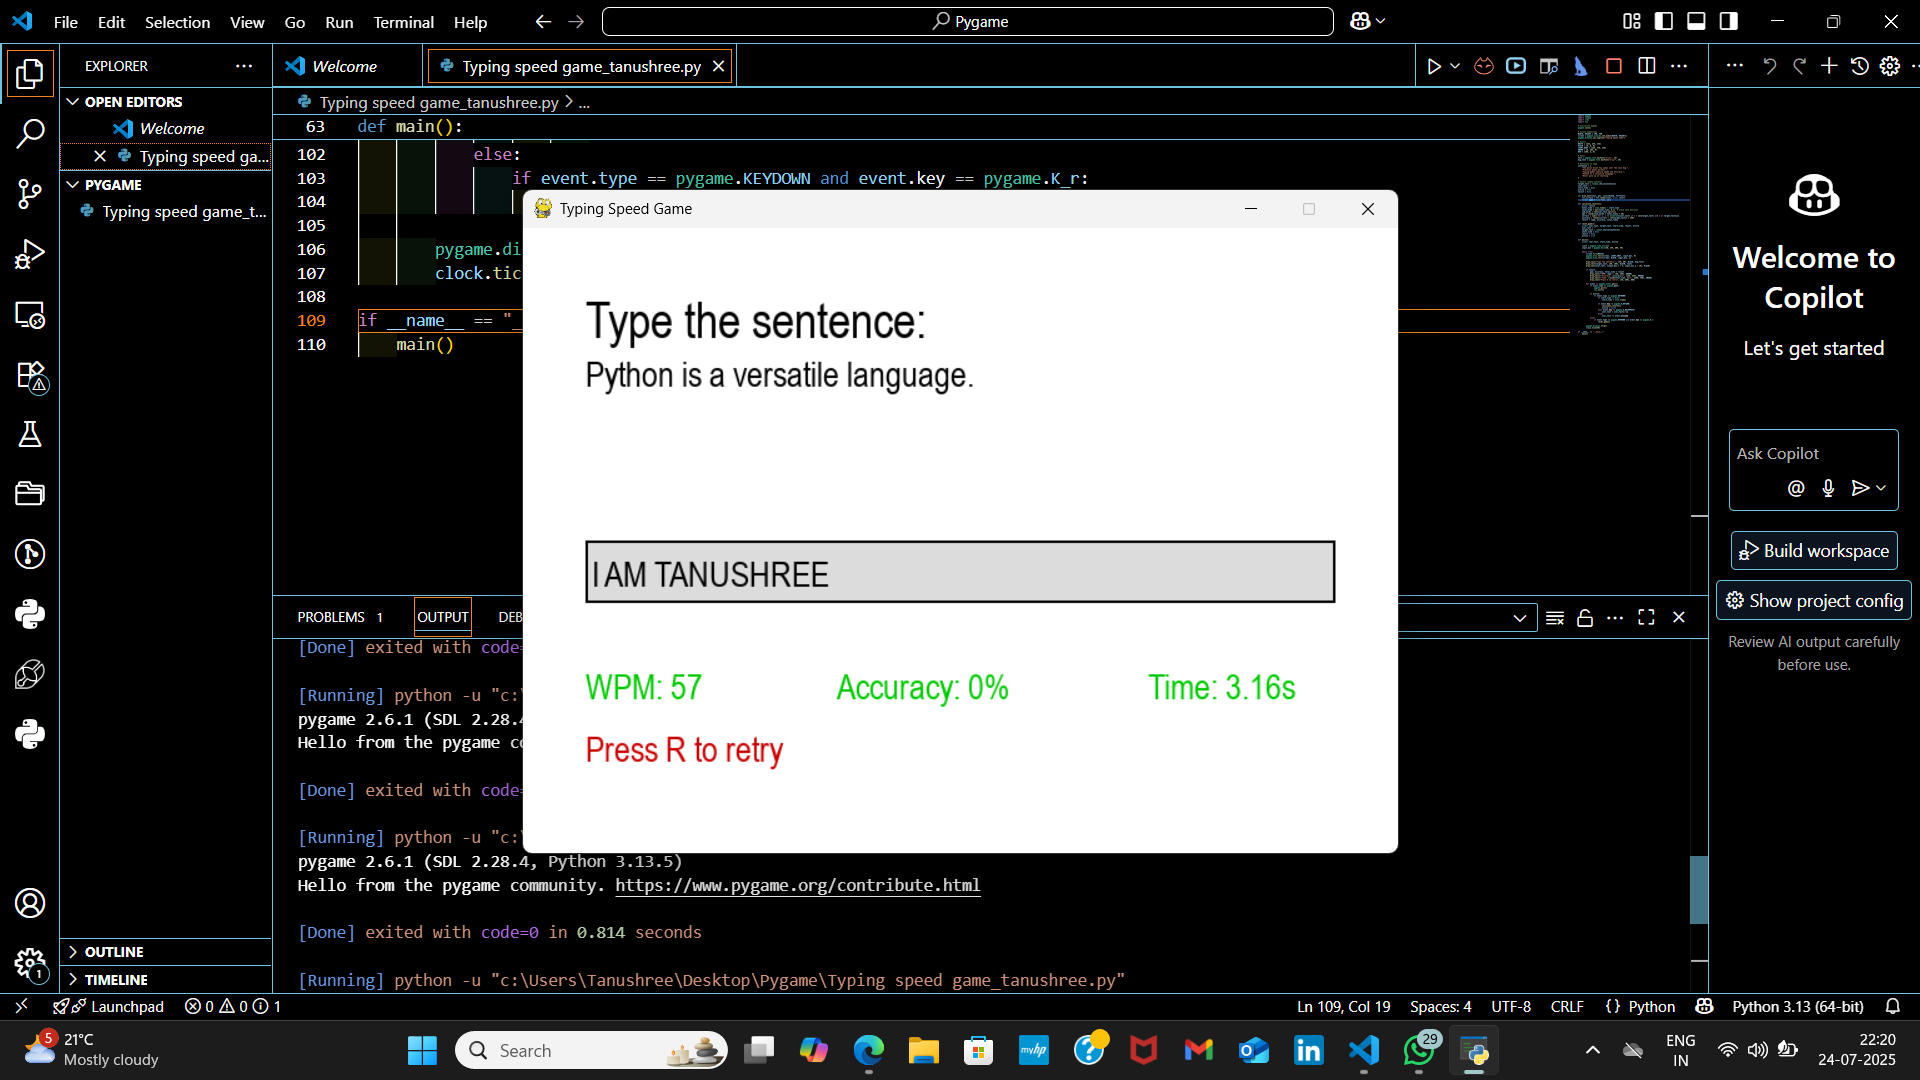 File Edit Selection View Go Run Terminal Help
Pygame
EXPLORER
OPEN EDITORS
Welcome
Typing speed ga...
PYGAME
Typing speed game_t...
OUTLINE
TIMELINE
Welcome
Typing speed game_tanushree.py
Typing speed game_tanushree.py > ...
63 def main():
102 else:
103 if event.type == pygame.KEYDOWN and event.key == pygame.K_r:
104
105
106 pygame.di
107 clock.tic
108
109 if __name__ == "_
110 main()
Typing Speed Game
Type the sentence:
Python is a versatile language.
I AM TANUSHREE
WPM: 57 Accuracy: 0% Time: 3.16s
Press R to retry
PROBLEMS 1 OUTPUT DEB
[Done] exited with code=
[Running] python -u "c:\
pygame 2.6.1 (SDL 2.28.4
Hello from the pygame co
[Done] exited with code=
[Running] python -u "c:\
pygame 2.6.1 (SDL 2.28.4, Python 3.13.5)
Hello from the pygame community. https://www.pygame.org/contribute.html
[Done] exited with code=0 in 0.814 seconds
[Running] python -u "c:\Users\Tanushree\Desktop\Pygame\Typing speed game_tanushree.py"
Welcome to
Copilot
Let's get started
Ask Copilot
Build workspace
Show project config
Review AI output carefully
before use.
1
Launchpad 0 0 1
Ln 109, Col 19 Spaces: 4 UTF-8 CRLF {} Python Python 3.13 (64-bit)
5
21°C
Mostly cloudy
Search
myhp
29
ENG
IN
22:20
24-07-2025